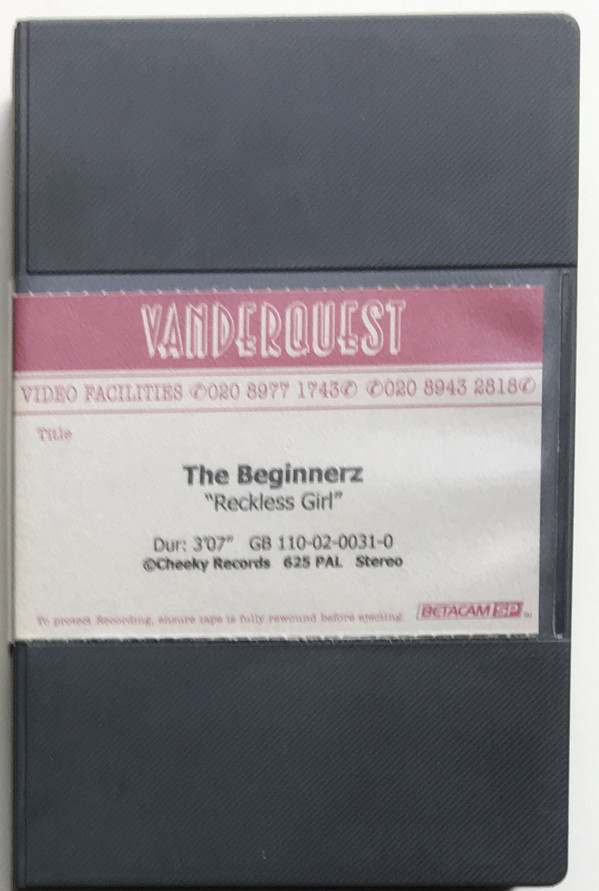 VANDERQUEST
VIDEO FACILITIES ✆020 8977 1743✆ ✆020 8943 2818✆
Title
The Beginnerz
“Reckless Girl”
Dur: 3'07” GB 110-02-0031-0
©Cheeky Records 625 PAL Stereo
To protect Recording, ensure tape is fully rewound before ejecting.
BETACAM SP™